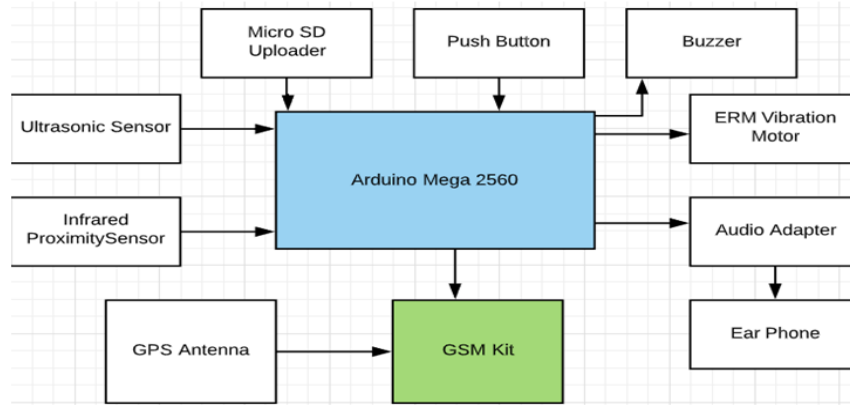 Micro SD
Uploader
Push Button
Buzzer
Ultrasonic Sensor
ERM Vibration
Motor
Arduino Mega 2560
Infrared
ProximitySensor
Audio Adapter
GPS Antenna
GSM Kit
Ear Phone